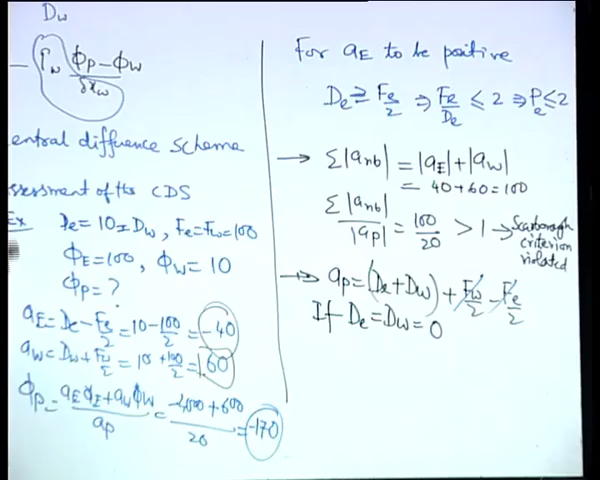 Dw
− Γw (φP − φW)/δxw
entral difference scheme
ssessment of the CDS
Ex De = 10 = Dw, Fe = Fw = 100
φE = 100, φW = 10
φP = ?
aE = De − Fe/2 = 10 − 100/2 = −40
aW = Dw + Fw/2 = 10 + 100/2 = 60
φP = (aE φE + aW φW)/aP = (−4000 + 600)/20 = −170
For aE to be positive
De ≥ Fe/2 ⇒ Fe/De ≤ 2 ⇒ Pe ≤ 2
→ Σ|anb| = |aE| + |aW|
= 40 + 60 = 100
Σ|anb|/|aP| = 100/20 > 1 → Scarborough criterion violated
→ aP = (De + Dw) + Fw/2 − Fe/2
If De = Dw = 0